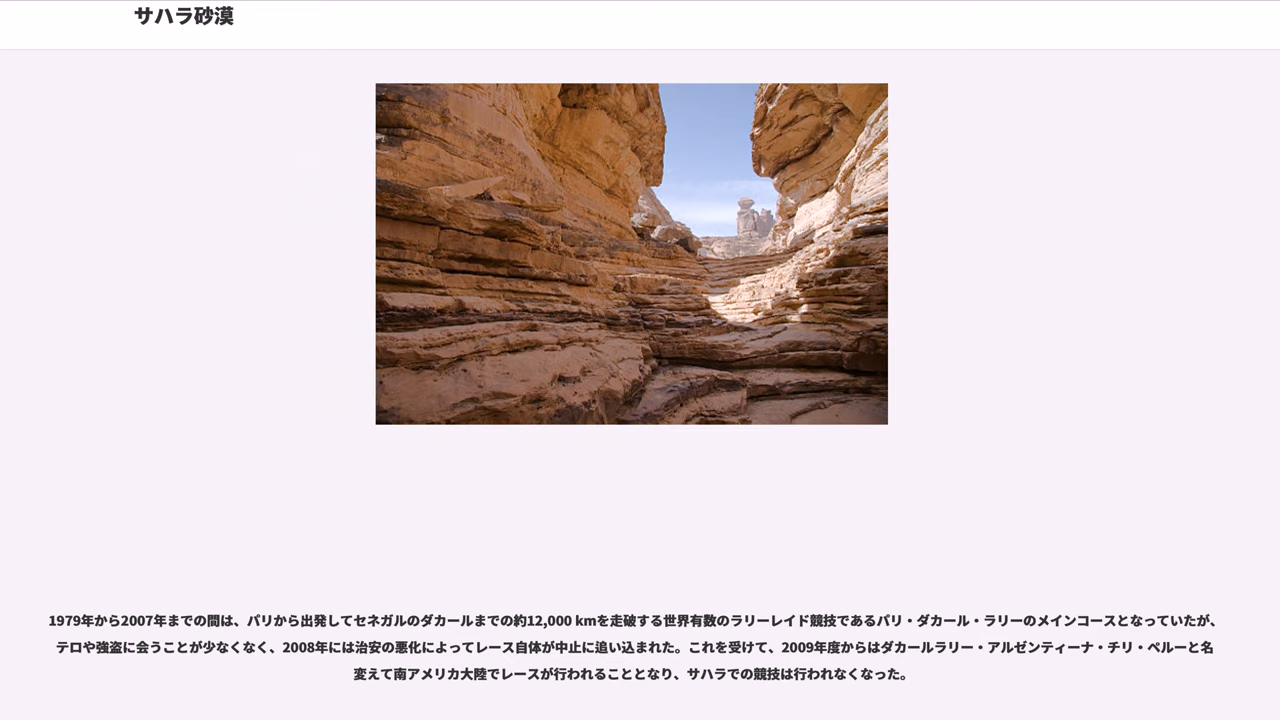 サハラ砂漠
1979年から2007年までの間は、パリから出発してセネガルのダカールまでの約12,000 kmを走破する世界有数のラリーレイド競技であるパリ・ダカール・ラリーのメインコースとなっていたが、
テロや強盗に会うことが少なくなく、2008年には治安の悪化によってレース自体が中止に追い込まれた。これを受けて、2009年度からはダカールラリー・アルゼンティーナ・チリ・ペルーと名
変えて南アメリカ大陸でレースが行われることとなり、サハラでの競技は行われなくなった。